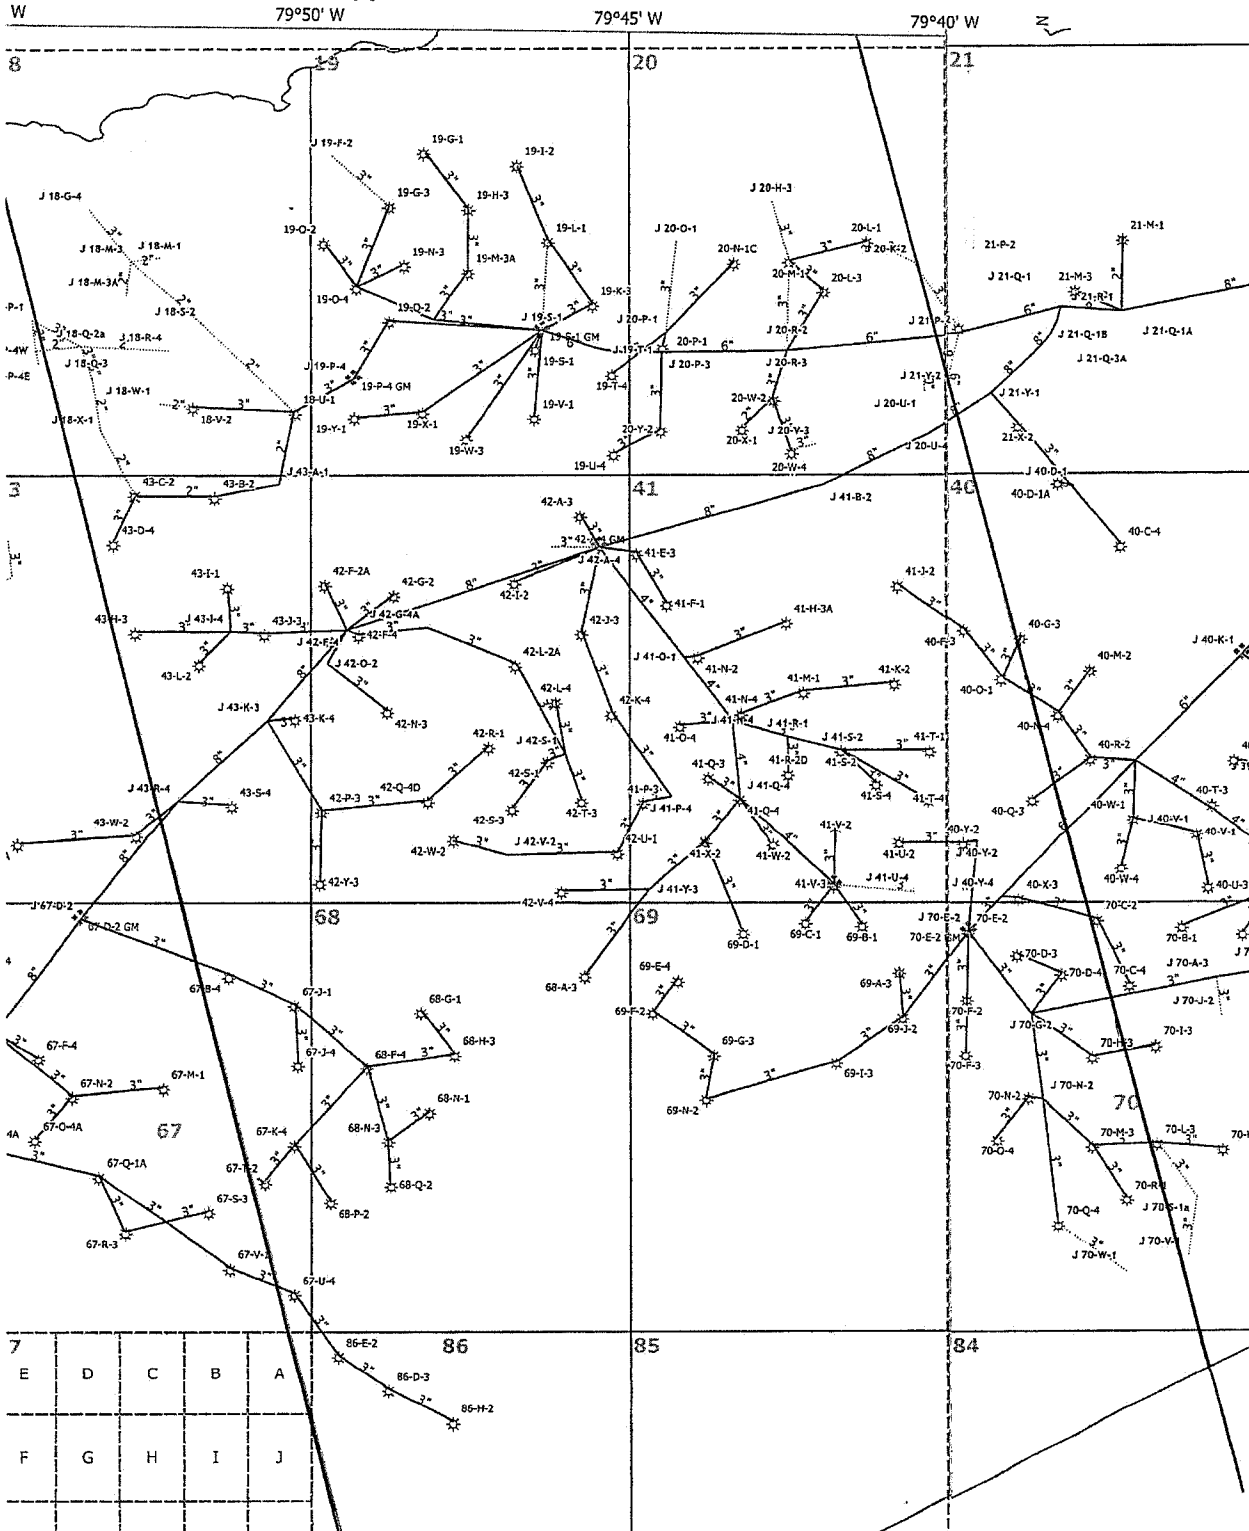 W 79°50' W 79°45' W 79°40' W
8 19 20 21
J 19-F-2 19-G-1 19-I-2
J 18-G-4 19-G-3 19-H-3 J 20-H-3
19-O-2 19-L-1 J 20-O-1 20-L-1 21-M-1
J 18-M-3 J 18-M-1 19-N-3 19-M-3A 20-N-1C J 20-K-2 21-P-2
J 18-M-3A 19-O-4 19-K-3 20-M-1 20-L-3 J 21-Q-1 21-M-3
J 18-S-2 19-Q-2 J 19-S-1 J 20-P-1 J 21-R-1
P-1 J 18-Q-2a J 18-R-4 19-S-1 GM J 20-R-2 J 21-P-2 J 21-Q-1B J 21-Q-1A
P-4W J 18-Q-3 J 19-P-4 19-S-1 J 19-T-1 20-P-1 J 20-R-3 J 21-Q-3A
P-4E J 18-W-1 19-P-4 GM 19-T-4 J 21-Y-2
18-U-1 J 21-Y-1
J 18-X-1 18-V-2 19-Y-1 19-X-1 19-V-1 20-W-2 J 20-U-1
19-W-3 20-Y-2 20-X-1 J 20-Y-3 J 20-U-4 21-X-2
19-U-4 20-W-4
J 43-A-1 J 40-D-1
3 43-C-2 43-B-2 41 40
42-A-3 J 41-B-2 40-D-1A
43-D-4 42-A-4 GM 40-C-4
J 42-A-4 41-E-3
43-I-1 42-F-2A 42-G-2 42-I-2 41-J-2
41-F-1
43-H-3 J 43-J-4 43-J-3 J 42-G-4A 42-J-3 41-H-3A 40-F-3 40-G-3 J 40-K-1
J 42-F-4 42-F-4
43-L-2 J 42-O-2 42-L-2A J 41-O-1 41-N-2 41-K-2 40-M-2
41-M-1 40-O-1
42-L-4 42-K-4 41-N-4
J 43-K-3 43-K-4 42-N-3 41-O-4 J 41-N-4 J 41-R-1 40-N-4
42-R-1 J 42-S-1 J 41-S-2 41-T-1 40-R-2
42-S-1 41-Q-3 41-R-2D 41-S-2
J 43-R-4 43-S-4 42-P-3 42-Q-4D 41-P-3 J 41-Q-4 41-S-4
42-S-3 42-T-3 J 41-P-4 41-Q-4 41-T-4 40-Q-3 40-W-1 40-T-3
43-W-2 J 42-V-2 42-U-1 41-V-2 40-Y-2 J 40-V-1
42-W-2 41-X-2 41-W-2 41-U-2 J 40-Y-2 40-V-1
42-Y-3 J 41-Y-3 41-V-3 J 41-U-4 J 40-Y-4 40-X-3 40-W-4 40-U-3
42-V-4
J 67-D-2 68 69 J 70-E-2 70-E-2 70-C-2
67-D-2 GM 69-D-1 69-C-1 69-B-1 70-E-2 GM 70-B-1
70-D-3
67-B-4 67-J-1 68-A-3 69-E-4 69-A-3 70-D-4 70-C-4 J 70-A-3
68-G-1 69-F-2 69-J-2 70-F-2 J 70-G-2 J 70-J-2
67-F-4 67-J-4 68-F-4 68-H-3 69-G-3 69-I-3 70-F-3 70-H-3 70-I-3
67-N-2 67-M-1 68-N-1 69-N-2 70-N-2 J 70-N-2
4A 67-O-4A 67 67-K-4 68-N-3 70
70-O-4 70-M-3 70-L-3
67-Q-1A 67-T-2 68-Q-2 70-R-1
67-S-3 68-P-2 70-Q-4 J 70-S-1a
67-R-3 J 70-V-1
67-V-1 J 70-W-1
67-U-4
7 86 85 84
86-E-2
E D C B A
86-D-3
86-H-2
F G H I J